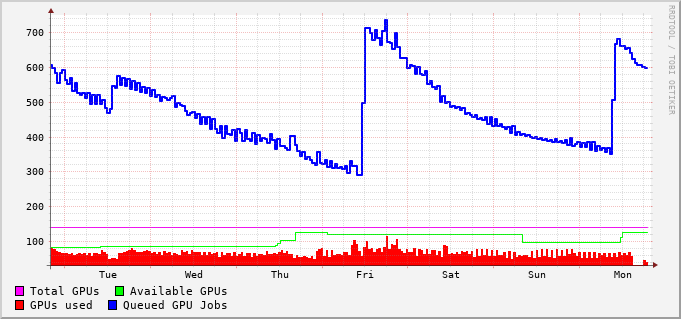 RRDTOOL / TOBI OETIKER
700
600
500
400
300
200
100
Tue Wed Thu Fri Sat Sun Mon
Total GPUs Available GPUs
GPUs used Queued GPU Jobs